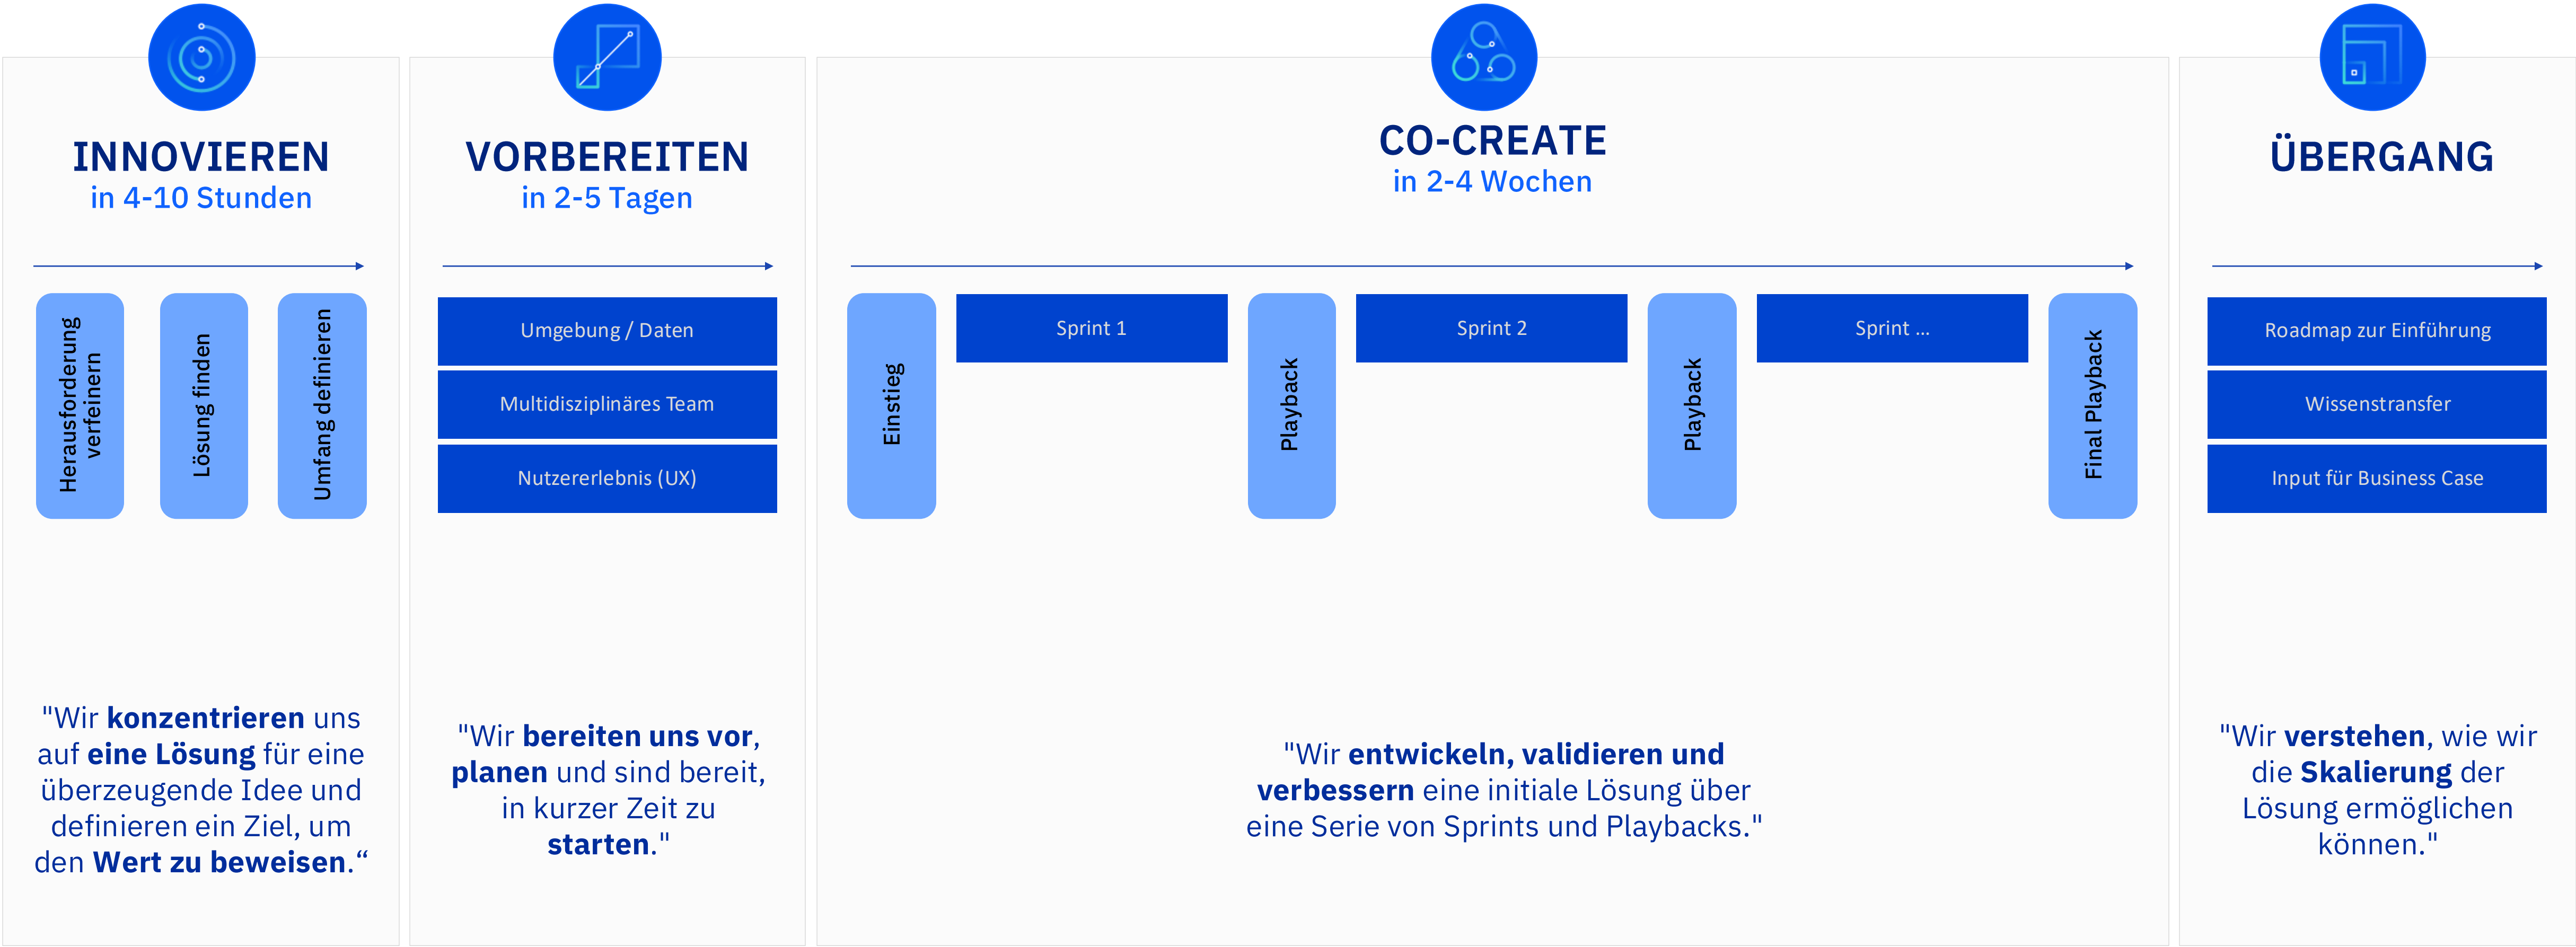 INNOVIEREN
in 4-10 Stunden
Herausforderung
verfeinern
Lösung finden
Umfang definieren
"Wir konzentrieren uns
auf eine Lösung für eine
überzeugende Idee und
definieren ein Ziel, um
den Wert zu beweisen.“
VORBEREITEN
in 2-5 Tagen
Umgebung / Daten
Multidisziplinäres Team
Nutzererlebnis (UX)
"Wir bereiten uns vor,
planen und sind bereit,
in kurzer Zeit zu
starten."
CO-CREATE
in 2-4 Wochen
Einstieg
Sprint 1
Playback
Sprint 2
Playback
Sprint ...
Final Playback
"Wir entwickeln, validieren und
verbessern eine initiale Lösung über
eine Serie von Sprints und Playbacks."
ÜBERGANG
Roadmap zur Einführung
Wissenstransfer
Input für Business Case
"Wir verstehen, wie wir
die Skalierung der
Lösung ermöglichen
können."